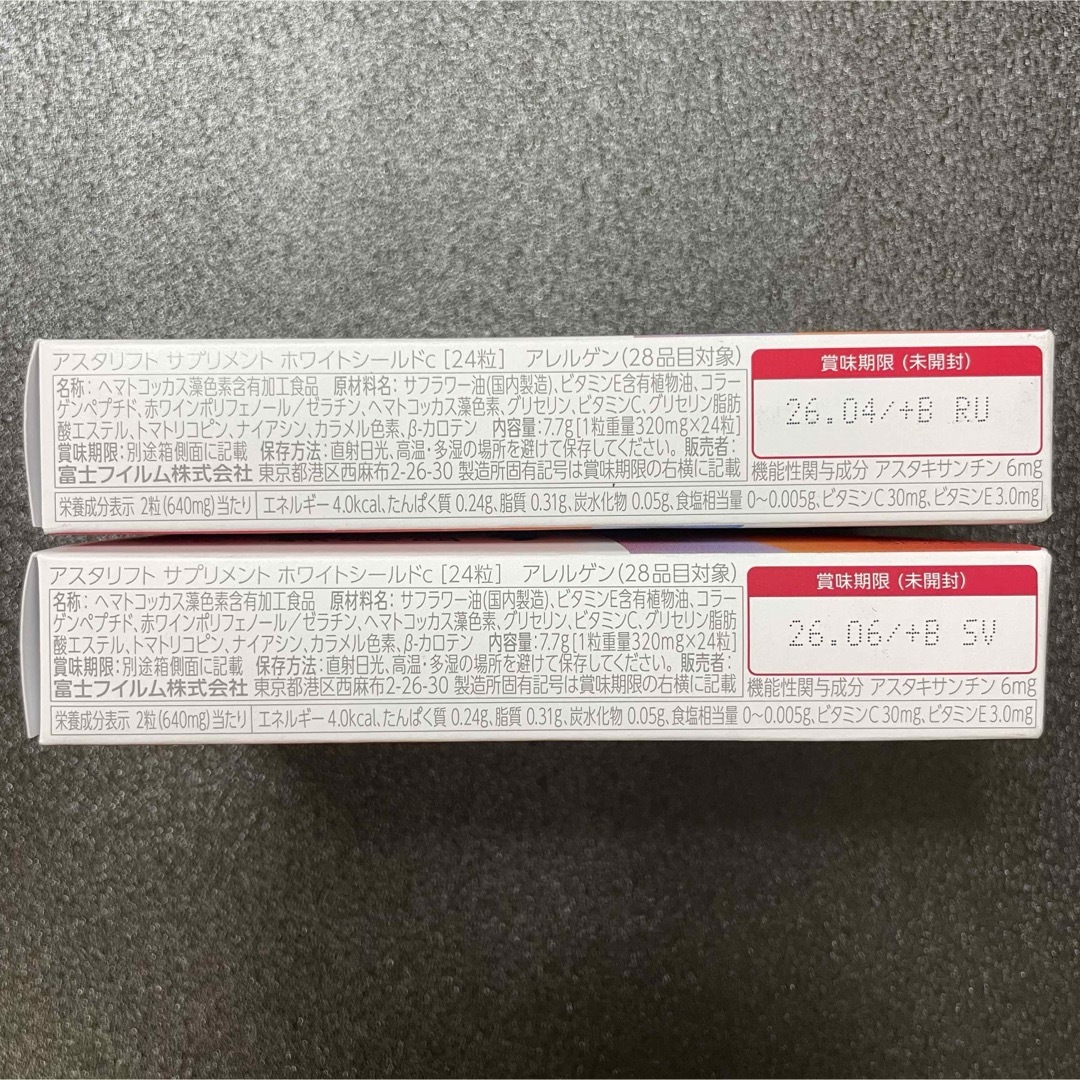 アスタリフト サプリメント ホワイトシールドc [24粒] アレルゲン(28品目対象)
名称:ヘマトコッカス藻色素含有加工食品 原材料名:サフラワー油(国内製造)、ビタミンE含有植物油、コラー
ゲンペプチド、ホワインポリフェノール/ゼラチン、ヘマトコッカス藻色素、グリセリン、ビタミンC、グリセリン脂肪
酸エステル、トマトリコピン、ナイアシン、カラメル色素、β-カロテン 内容量:7.7g[1粒重量320mg×24粒]
賞味期限:別途箱側面に記載 保存方法:直射日光、高温・多湿の場所を避けて保存してください。販売者:
富士フイルム株式会社 東京都港区西麻布2-26-30 製造所固有記号は賞味期限の右横に記載
賞味期限 (未開封)
26.04/+B RU
機能性関与成分 アスタキサンチン 6mg
栄養成分表示 2粒(640mg)当たり エネルギー 4.0kcal、たんぱく質 0.24g、脂質 0.31g、炭水化物 0.05g、食塩相当量 0〜0.005g、ビタミンC 30mg、ビタミンE 3.0mg
アスタリフト サプリメント ホワイトシールドc [24粒] アレルゲン(28品目対象)
名称:ヘマトコッカス藻色素含有加工食品 原材料名:サフラワー油(国内製造)、ビタミンE含有植物油、コラー
ゲンペプチド、ホワインポリフェノール/ゼラチン、ヘマトコッカス藻色素、グリセリン、ビタミンC、グリセリン脂肪
酸エステル、トマトリコピン、ナイアシン、カラメル色素、β-カロテン 内容量:7.7g[1粒重量320mg×24粒]
賞味期限:別途箱側面に記載 保存方法:直射日光、高温・多湿の場所を避けて保存してください。販売者:
富士フイルム株式会社 東京都港区西麻布2-26-30 製造所固有記号は賞味期限の右横に記載
賞味期限 (未開封)
26.06/+B SV
機能性関与成分 アスタキサンチン 6mg
栄養成分表示 2粒(640mg)当たり エネルギー 4.0kcal、たんぱく質 0.24g、脂質 0.31g、炭水化物 0.05g、食塩相当量 0〜0.005g、ビタミンC 30mg、ビタミンE 3.0mg